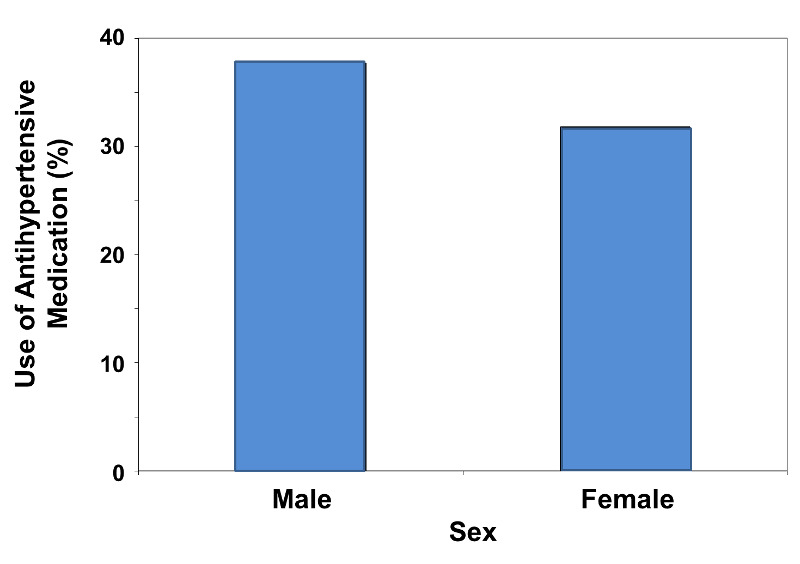 Use of Antihypertensive
Medication (%)
40
30
20
10
0
Male
Female
Sex